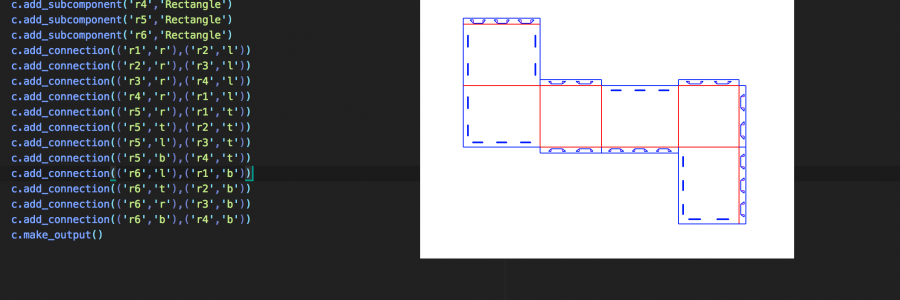 c.add_subcomponent('r4','Rectangle')
c.add_subcomponent('r5','Rectangle')
c.add_subcomponent('r6','Rectangle')
c.add_connection(('r1','r'),('r2','l'))
c.add_connection(('r2','r'),('r3','l'))
c.add_connection(('r3','r'),('r4','l'))
c.add_connection(('r4','r'),('r1','l'))
c.add_connection(('r5','r'),('r1','t'))
c.add_connection(('r5','t'),('r2','t'))
c.add_connection(('r5','l'),('r3','t'))
c.add_connection(('r5','b'),('r4','t'))
c.add_connection(('r6','l'),('r1','b'))
c.add_connection(('r6','t'),('r2','b'))
c.add_connection(('r6','r'),('r3','b'))
c.add_connection(('r6','b'),('r4','b'))
c.make_output()